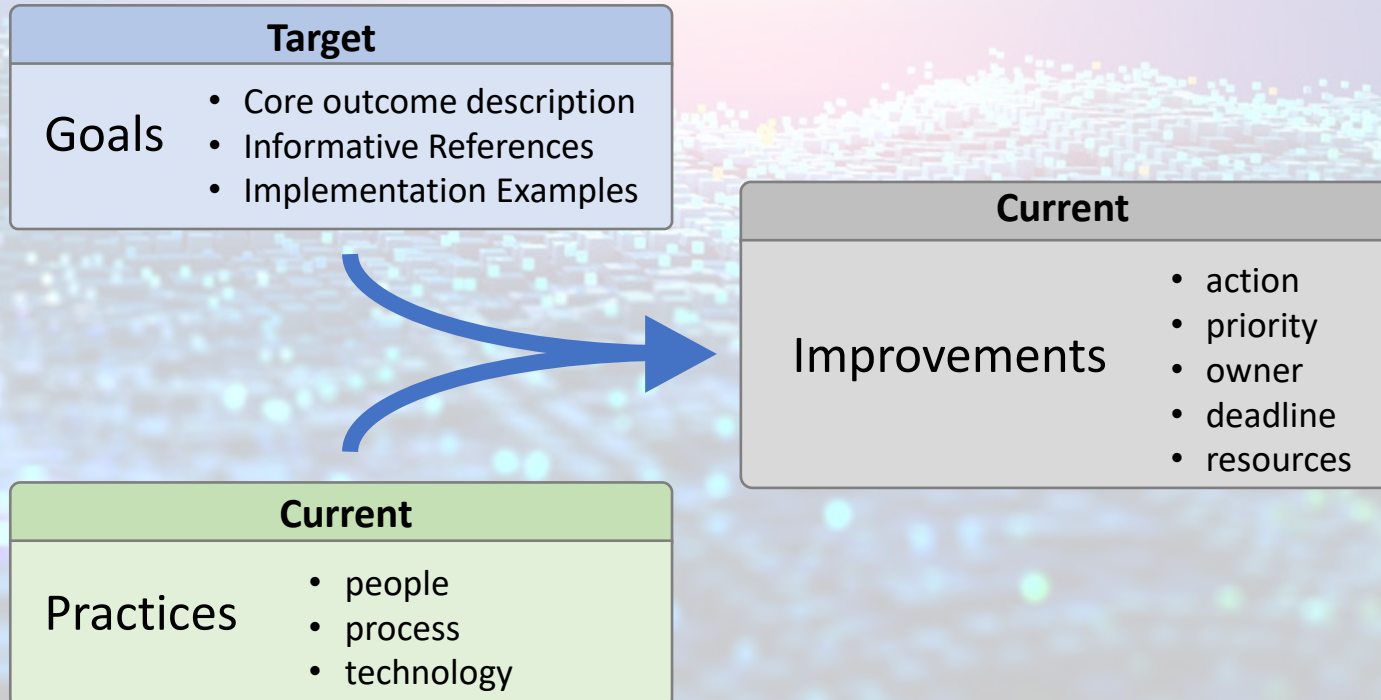 Target
Goals
• Core outcome description
• Informative References
• Implementation Examples
Current
Improvements
• action
• priority
• owner
• deadline
• resources
Current
Practices
• people
• process
• technology